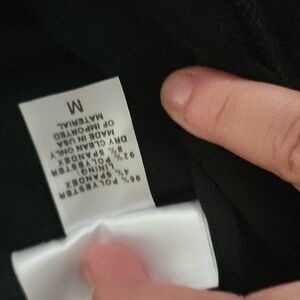 96% POLYESTER
4% SPANDEX
LINING:
92% POLYESTER
8% SPANDEX
DRY CLEAN ONLY
MADE IN USA
OF IMPORTED
MATERIAL
M